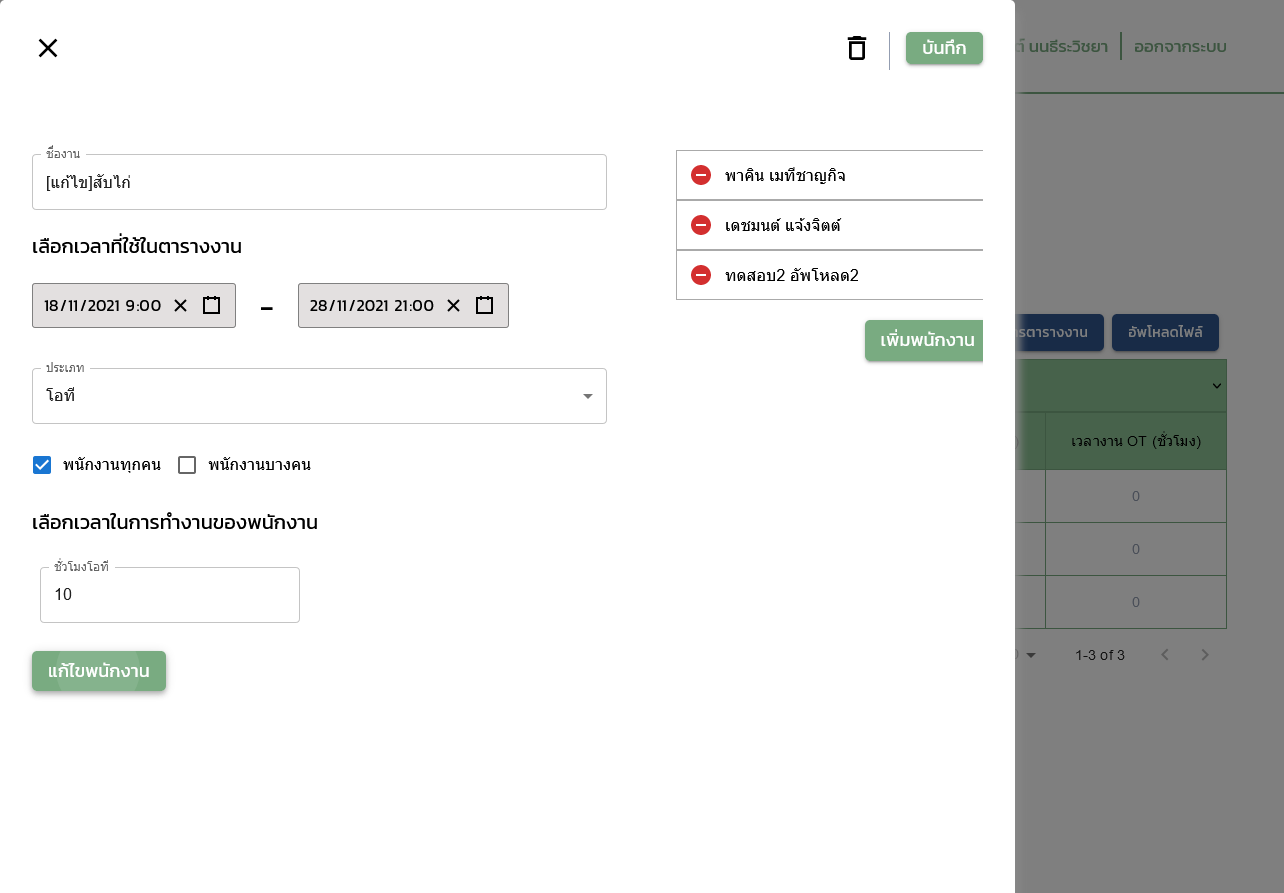 บันทึก
นนธีระวิชยา
ออกจากระบบ
ชื่องาน
[แก้ไข]สับไก่
เลือกเวลาที่ใช้ในตารางงาน
18/11/2021 9:00
–
28/11/2021 21:00
ประเภท
โอที
พนักงานทุกคน
พนักงานบางคน
เลือกเวลาในการทำงานของพนักงาน
ชั่วโมงโอที
10
แก้ไขพนักงาน
พาคิน เมทีชาญกิจ
เดชมนต์ แจ้งจิตต์
ทดสอบ2 อัพโหลด2
เพิ่มพนักงาน
ตารางงาน
อัพโหลดไฟล์
เวลางาน OT (ชั่วโมง)
0
0
0
1-3 of 3